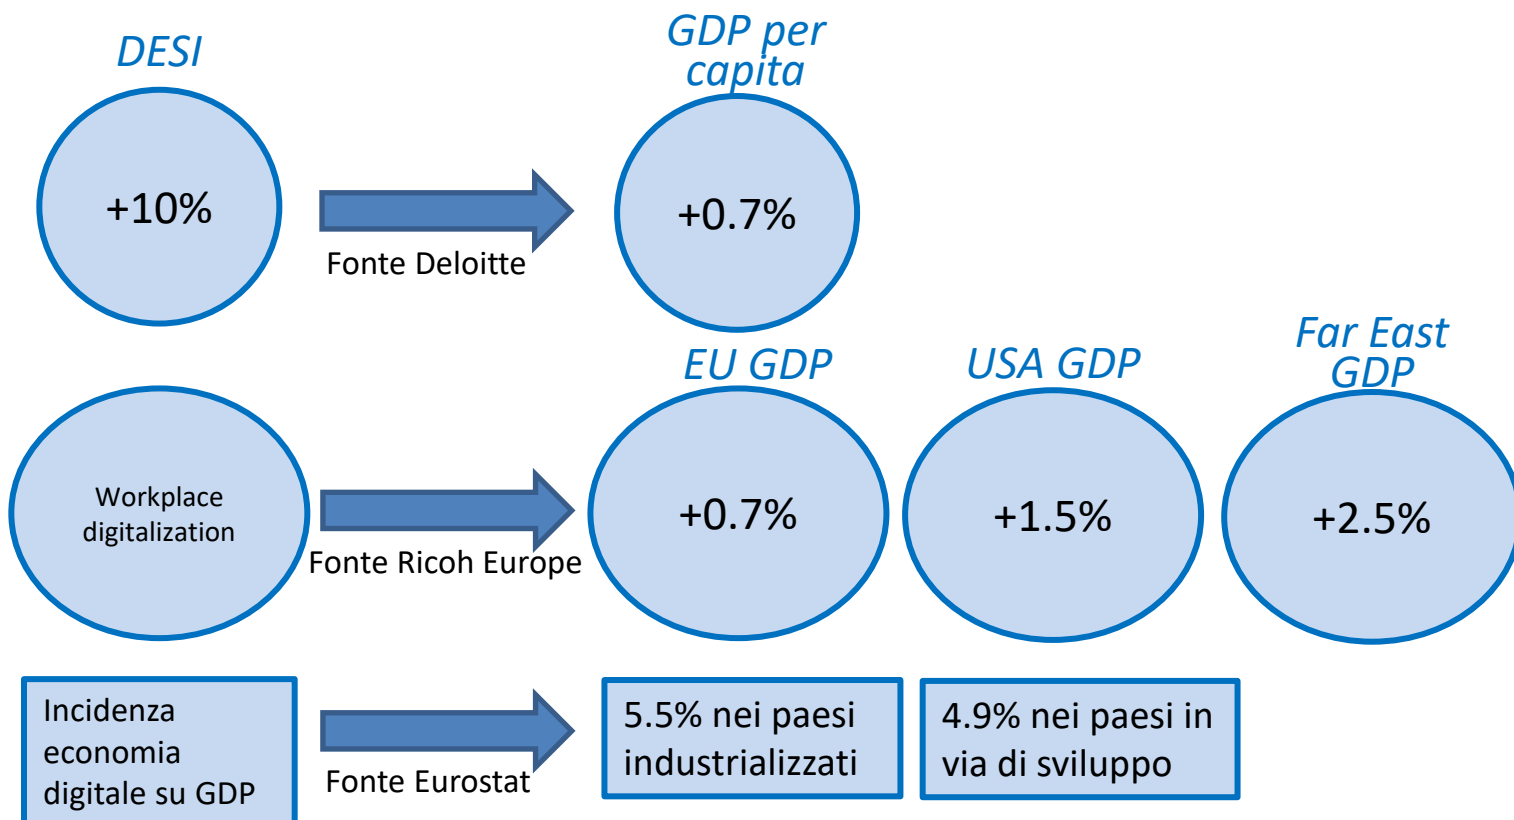 DESI
GDP per
capita
+10%
+0.7%
Fonte Deloitte
EU GDP
USA GDP
Far East
GDP
Workplace
digitalization
+0.7%
+1.5%
+2.5%
Fonte Ricoh Europe
Incidenza
economia
digitale su GDP
Fonte Eurostat
5.5% nei paesi
industrializzati
4.9% nei paesi in
via di sviluppo